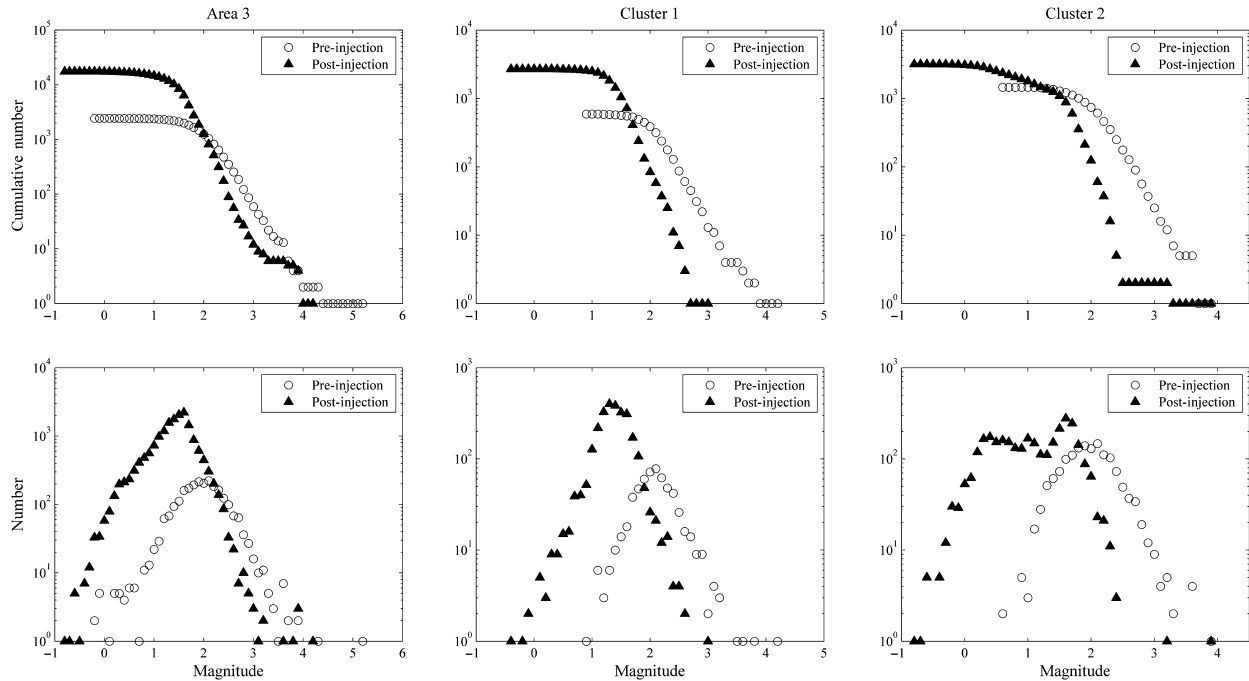 Area 3
Cluster 1
Cluster 2
Cumulative number
10^5
10^4
10^3
10^2
10^1
10^0
−1 0 1 2 3 4 5 6
Pre-injection
Post-injection
10^4
10^3
10^2
10^1
10^0
−1 0 1 2 3 4 5
Pre-injection
Post-injection
10^4
10^3
10^2
10^1
10^0
−1 0 1 2 3 4
Pre-injection
Post-injection
Number
10^4
10^3
10^2
10^1
10^0
−1 0 1 2 3 4 5 6
Magnitude
Pre-injection
Post-injection
10^3
10^2
10^1
10^0
−1 0 1 2 3 4 5
Magnitude
Pre-injection
Post-injection
10^3
10^2
10^1
10^0
−1 0 1 2 3 4
Magnitude
Pre-injection
Post-injection